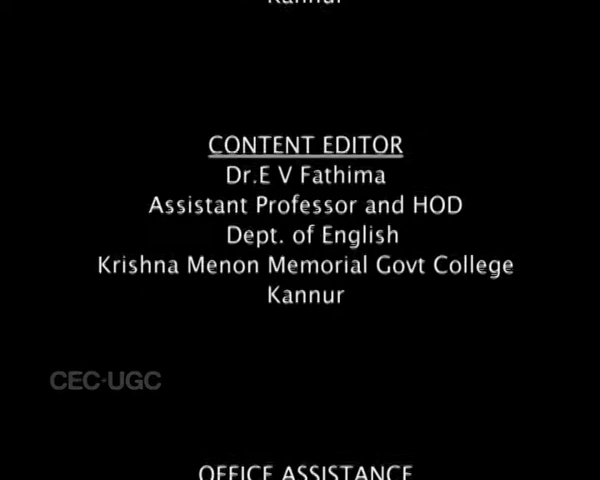 Kannur
CONTENT EDITOR
Dr.E V Fathima
Assistant Professor and HOD
Dept. of English
Krishna Menon Memorial Govt College
Kannur
CEC-UGC
OFFICE ASSISTANCE